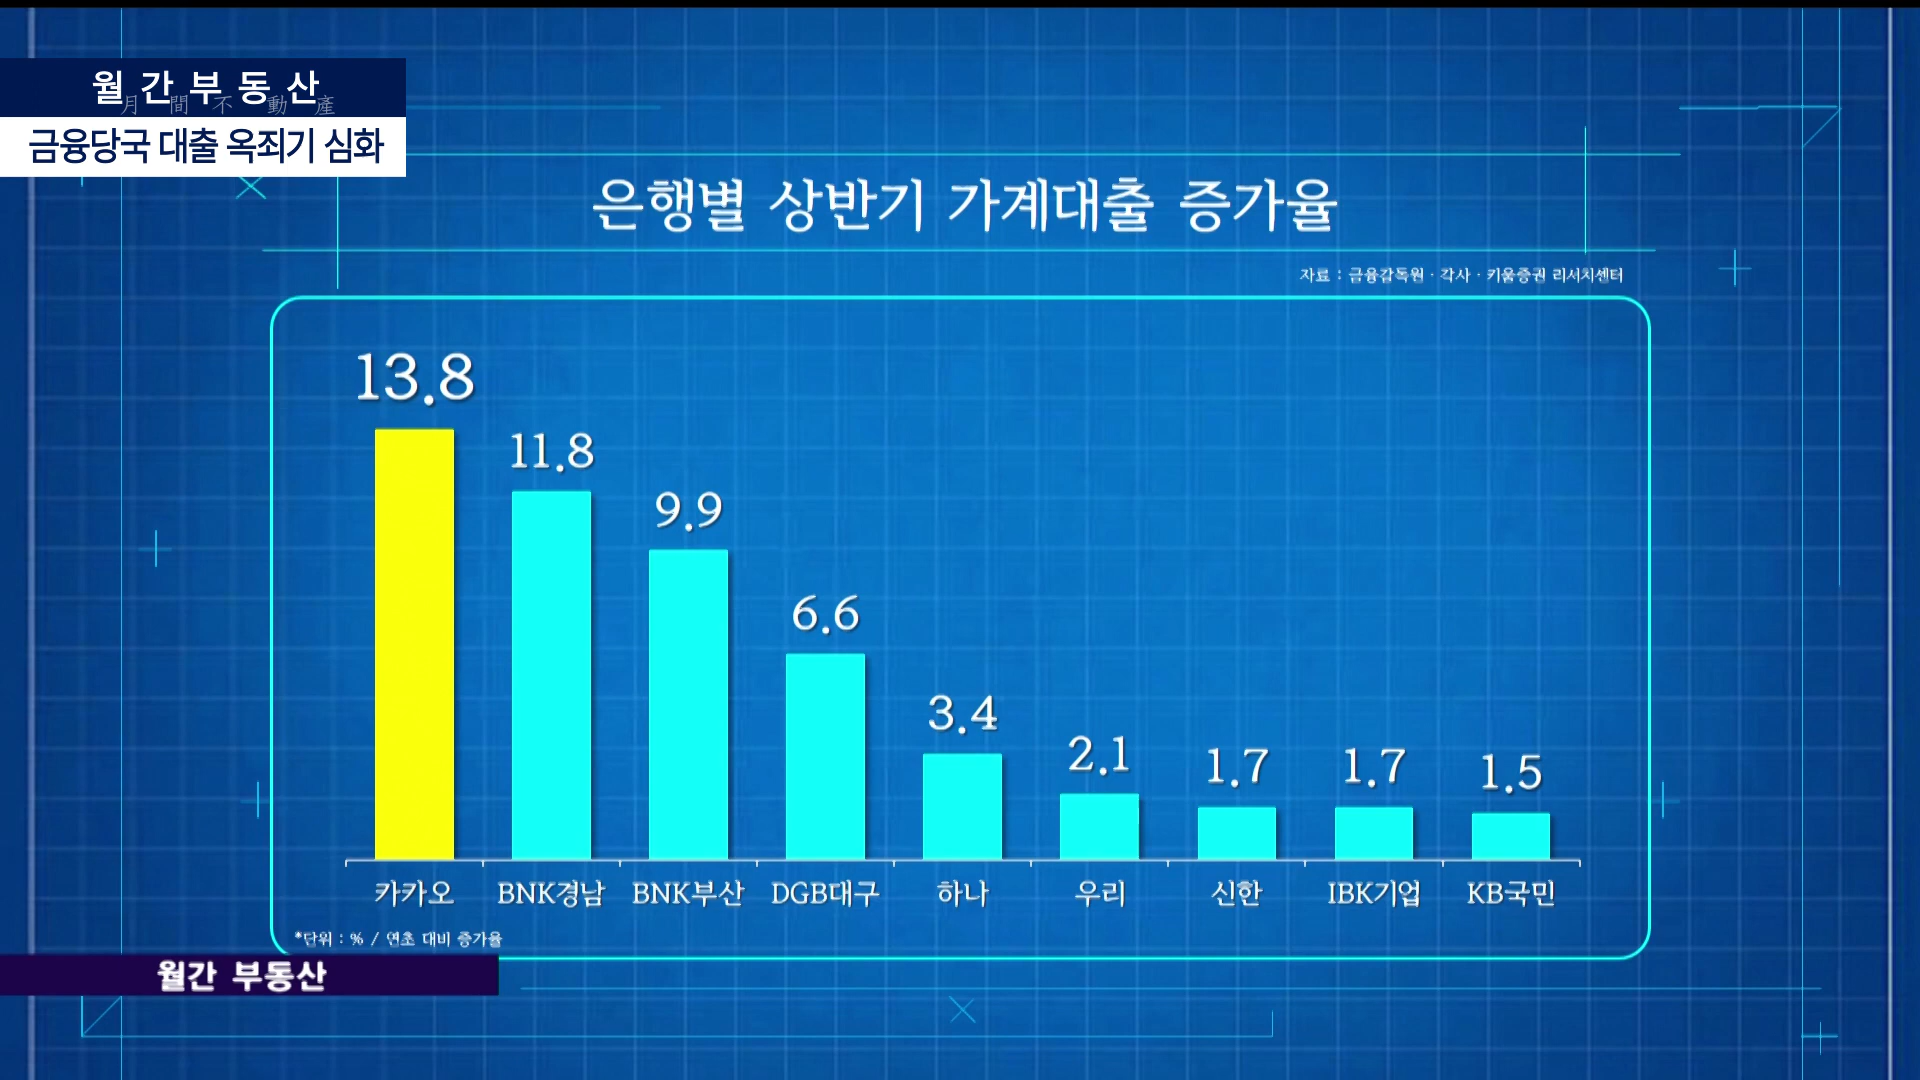 월간부동산
月間不動産
금융당국 대출 옥죄기 심화
은행별 상반기 가계대출 증가율
자료 : 금융감독원 · 각사 · 키움증권 리서치센터
13.8 11.8 9.9 6.6 3.4 2.1 1.7 1.7 1.5
카카오 BNK경남 BNK부산 DGB대구 하나 우리 신한 IBK기업 KB국민
*단위 : % / 연초 대비 증가율
월간 부동산